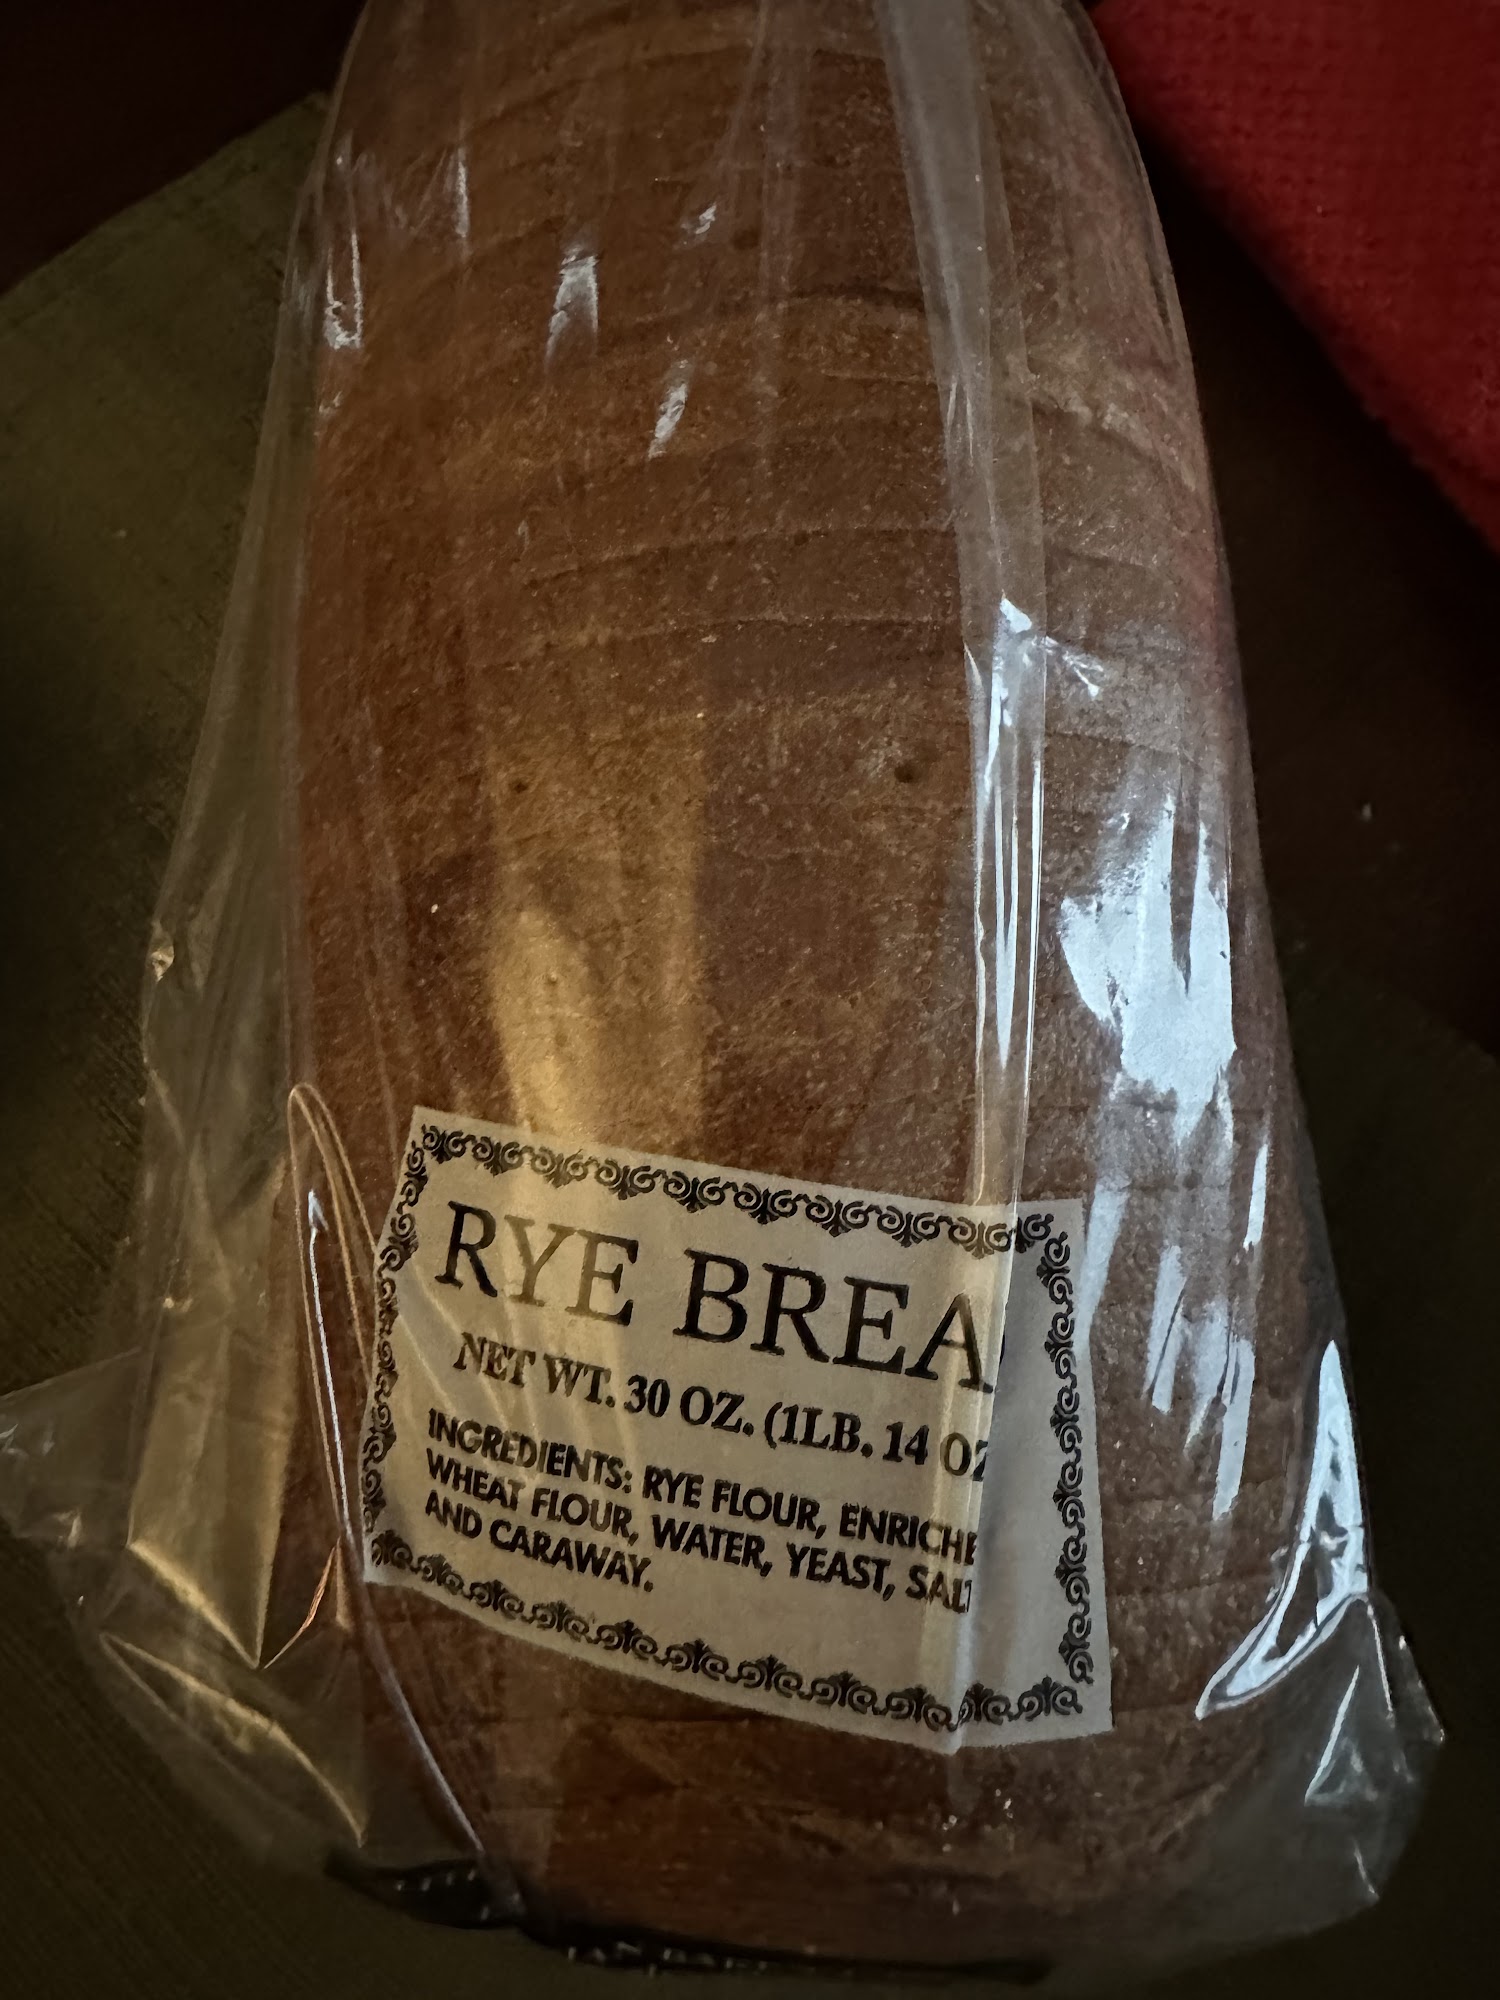 RYE BREA
NET WT. 30 OZ. (1LB. 14 OZ
INGREDIENTS: RYE FLOUR, ENRICHE
WHEAT FLOUR, WATER, YEAST, SALT
AND CARAWAY.